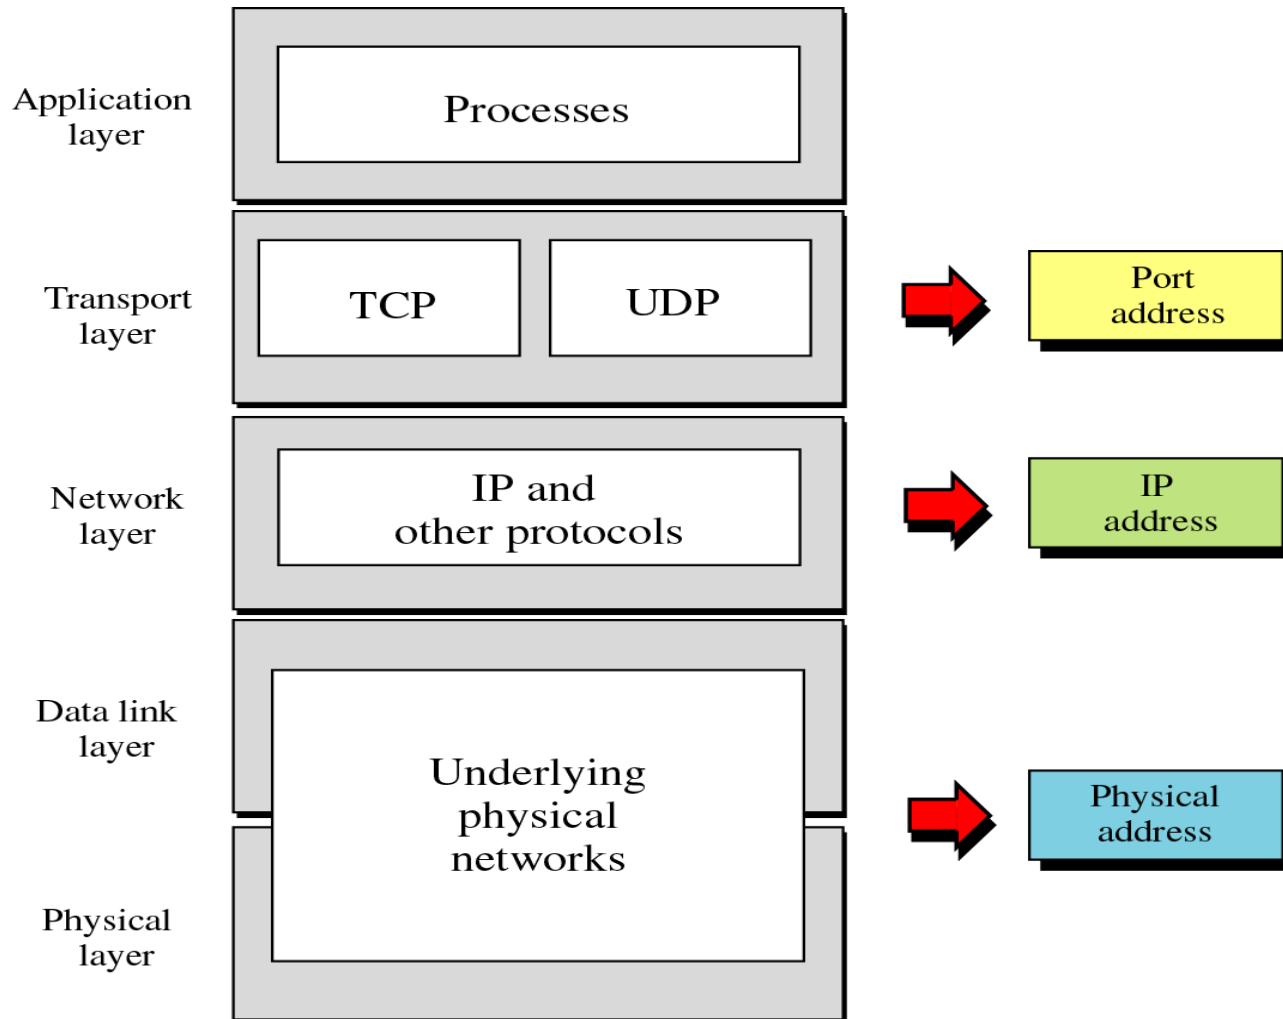 Application
layer
Processes
Transport
layer
TCP
UDP
Port
address
Network
layer
IP and
other protocols
IP
address
Data link
layer
Underlying
physical
networks
Physical
address
Physical
layer